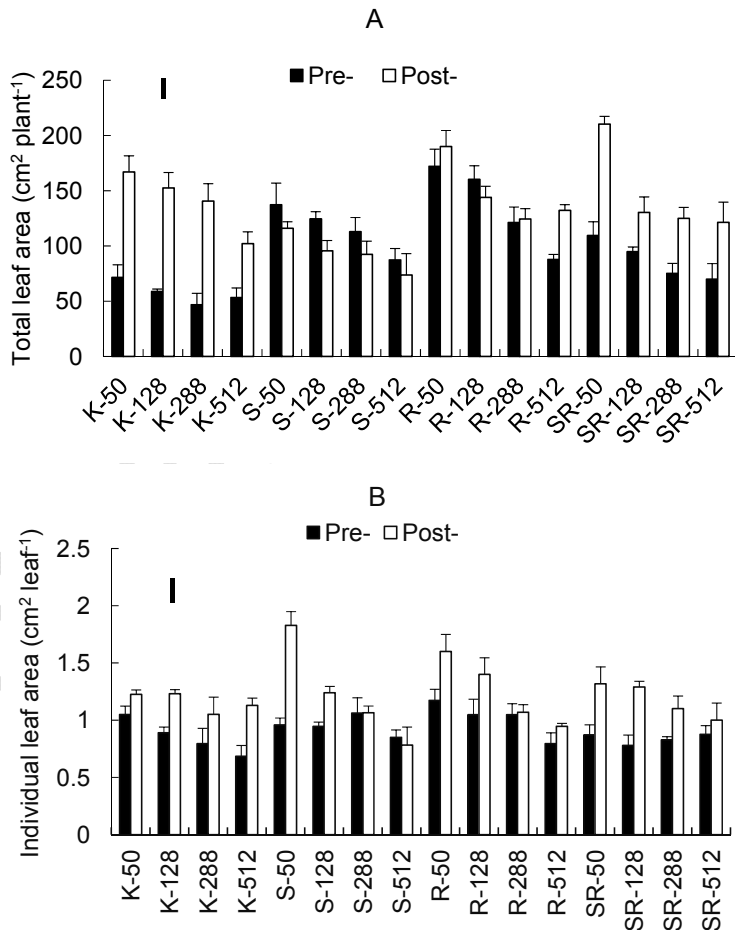 A
Pre- Post-
Total leaf area (cm² plant⁻¹)
250
200
150
100
50
0
K-50
K-128
K-288
K-512
S-50
S-128
S-288
S-512
R-50
R-128
R-288
R-512
SR-50
SR-128
SR-288
SR-512
B
Pre- Post-
Individual leaf area (cm² leaf⁻¹)
2.5
2
1.5
1
0.5
0
K-50
K-128
K-288
K-512
S-50
S-128
S-288
S-512
R-50
R-128
R-288
R-512
SR-50
SR-128
SR-288
SR-512